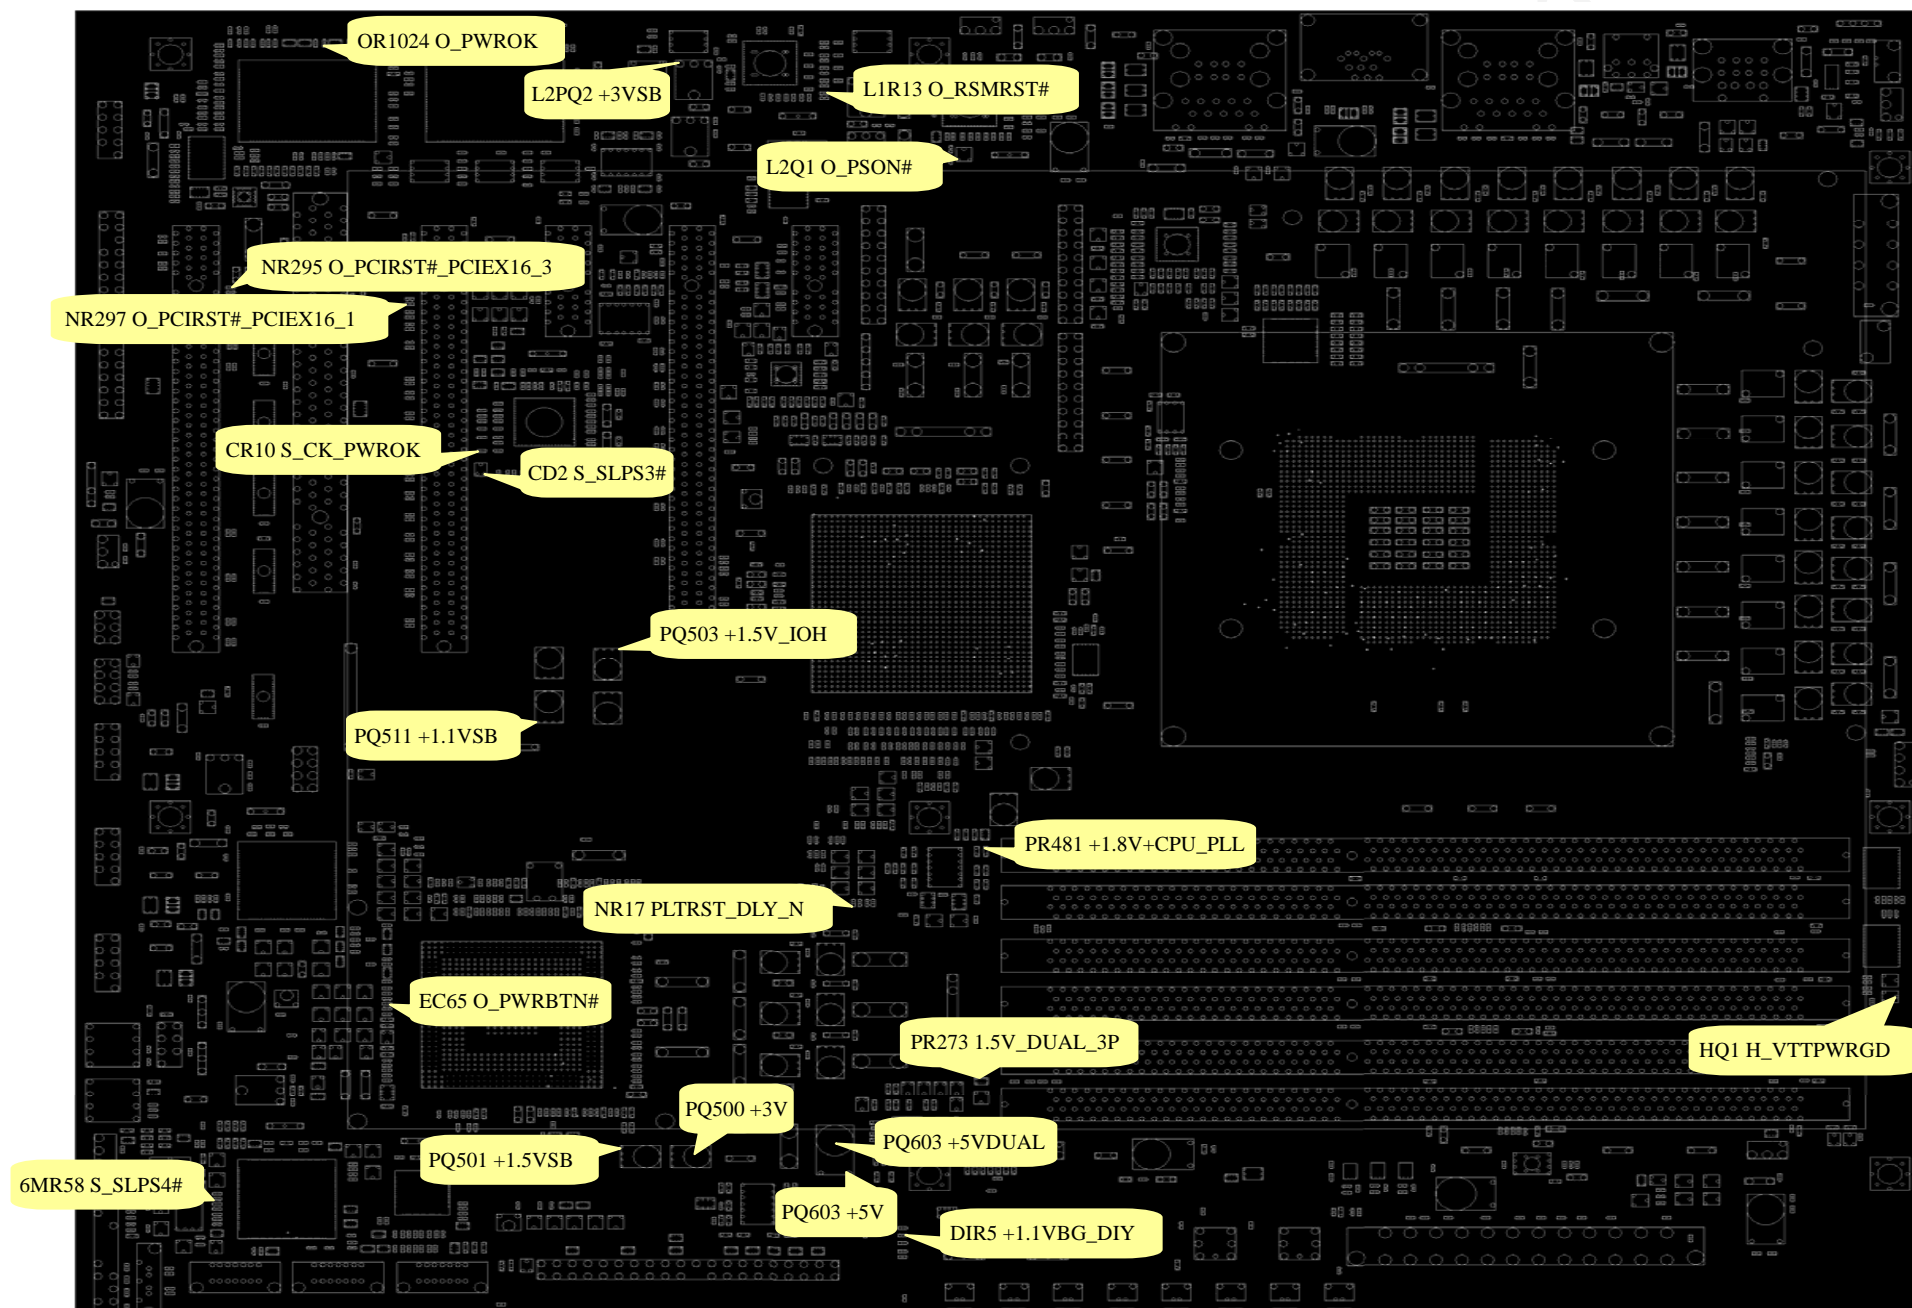 OR1024 O_PWROK
L2PQ2 +3VSB
L1R13 O_RSMRST#
L2Q1 O_PSON#
NR295 O_PCIRST#_PCIEX16_3
NR297 O_PCIRST#_PCIEX16_1
CR10 S_CK_PWROK
CD2 S_SLPS3#
PQ503 +1.5V_IOH
PQ511 +1.1VSB
PR481 +1.8V+CPU_PLL
NR17 PLTRST_DLY_N
EC65 O_PWRBTN#
PR273 1.5V_DUAL_3P
HQ1 H_VTTPWRGD
PQ500 +3V
PQ603 +5VDUAL
PQ501 +1.5VSB
6MR58 S_SLPS4#
PQ603 +5V
DIR5 +1.1VBG_DIY